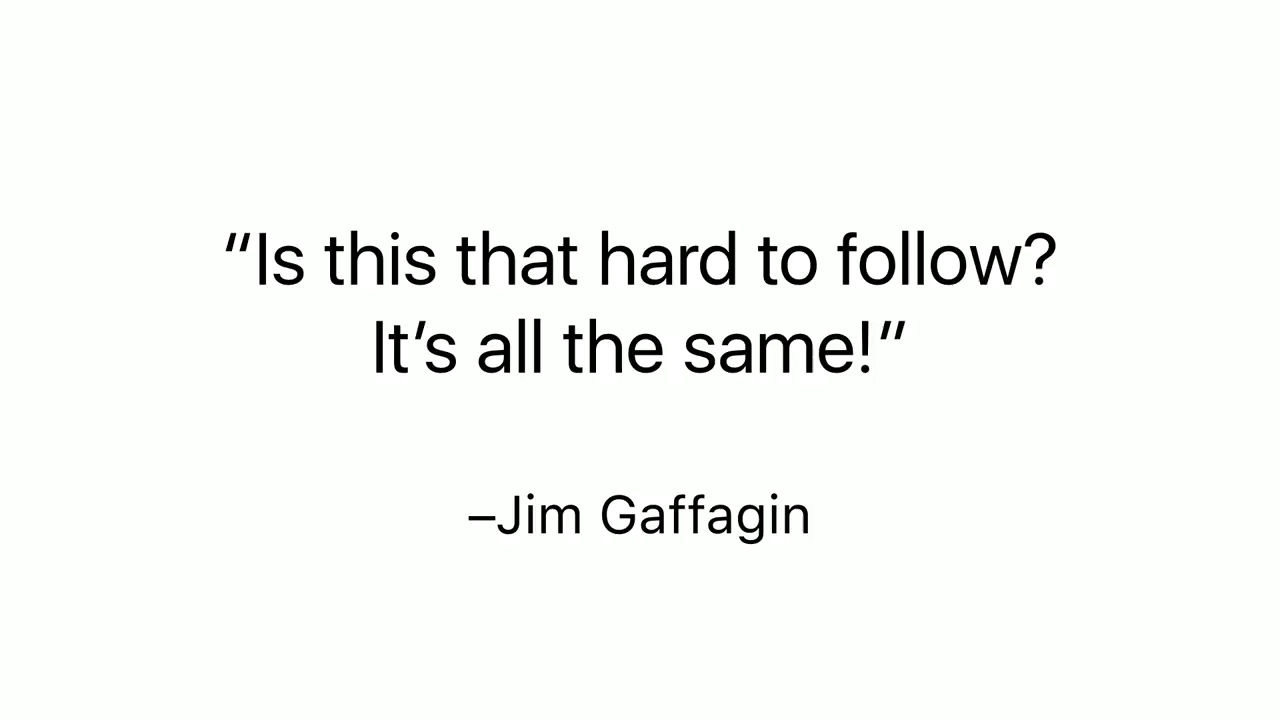 “Is this that hard to follow?
It’s all the same!”
–Jim Gaffagin